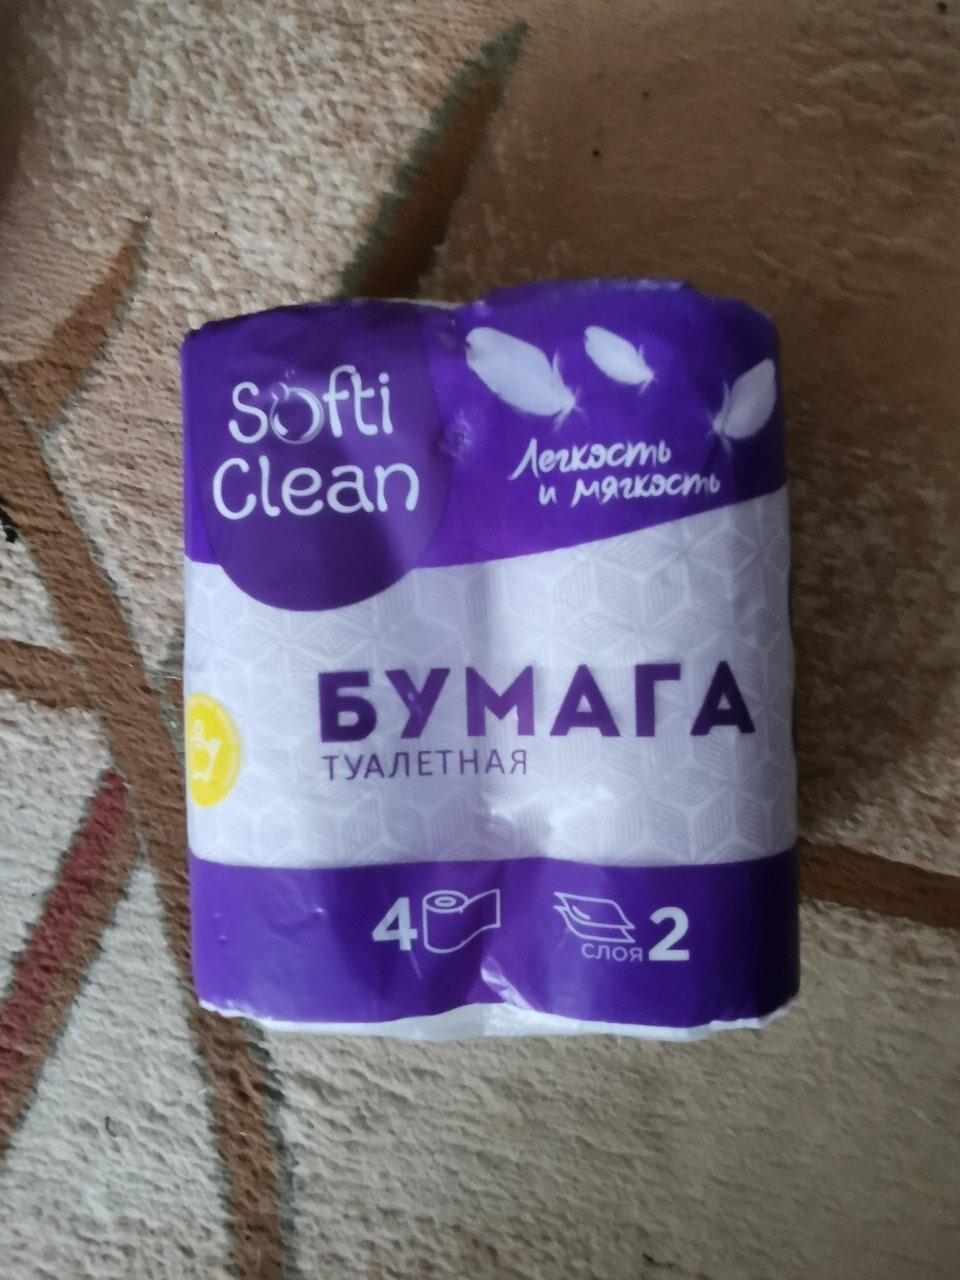 Softi
Clean
Легкость
и мягкость
БУМАГА
ТУАЛЕТНАЯ
4
СЛОЯ 2